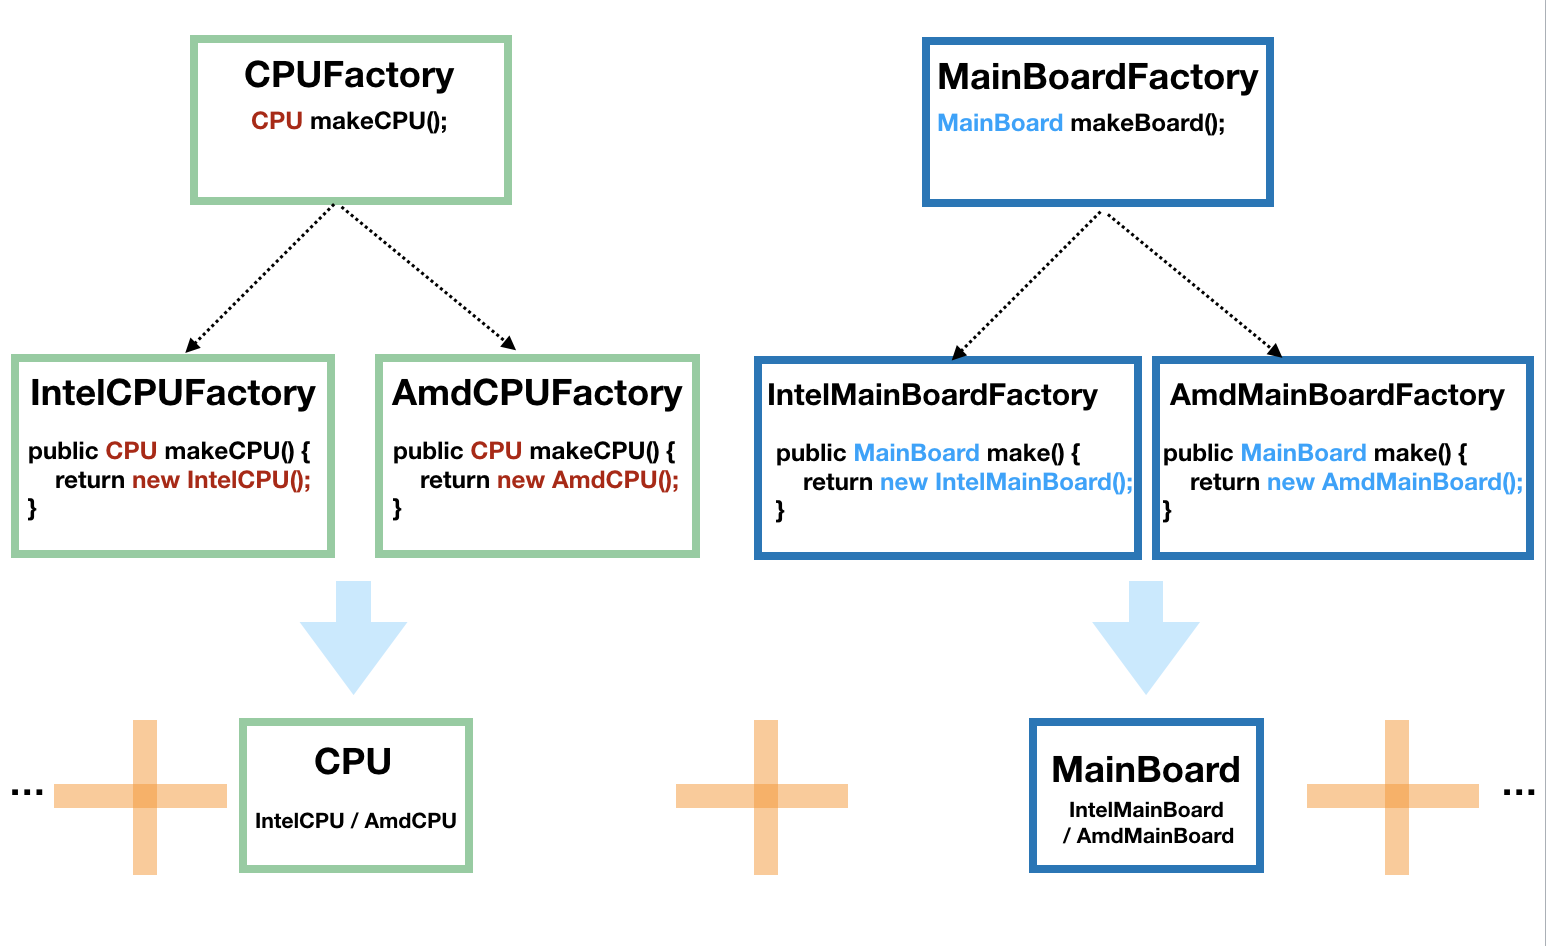 CPUFactory
CPU makeCPU();
MainBoardFactory
MainBoard makeBoard();
IntelCPUFactory
public CPU makeCPU() {
return new IntelCPU();
}
AmdCPUFactory
public CPU makeCPU() {
return new AmdCPU();
}
IntelMainBoardFactory
public MainBoard make() {
return new IntelMainBoard();
}
AmdMainBoardFactory
public MainBoard make() {
return new AmdMainBoard();
}
...
CPU
IntelCPU / AmdCPU
MainBoard
IntelMainBoard
/ AmdMainBoard
...